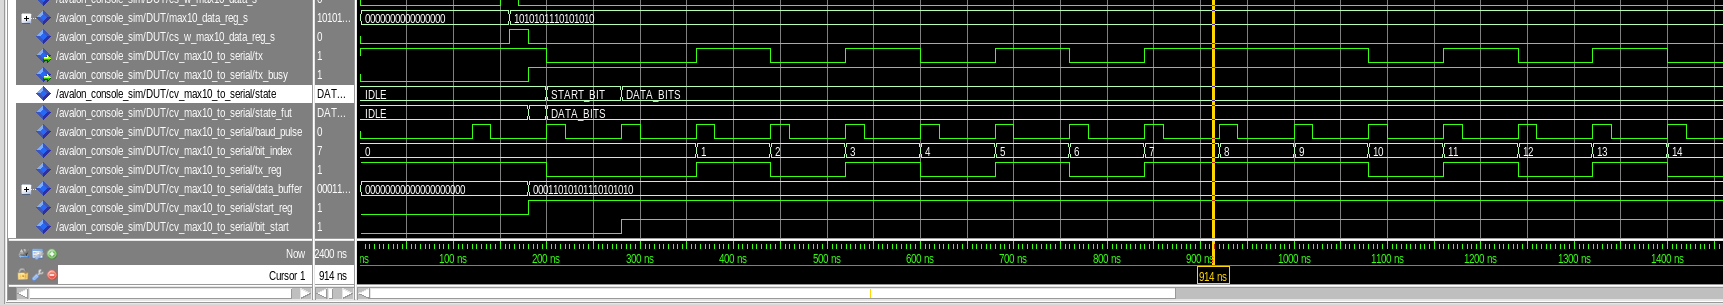 /avalon_console_sim/DUT/max10_data_reg_s 10101... 0000000000000000 1010101110101010
/avalon_console_sim/DUT/cs_w_max10_data_reg_s 0
/avalon_console_sim/DUT/cv_max10_to_serial/tx 1
/avalon_console_sim/DUT/cv_max10_to_serial/tx_busy 1
/avalon_console_sim/DUT/cv_max10_to_serial/state DAT... IDLE START_BIT DATA_BITS
/avalon_console_sim/DUT/cv_max10_to_serial/state_fut DAT... IDLE DATA_BITS
/avalon_console_sim/DUT/cv_max10_to_serial/baud_pulse 0
/avalon_console_sim/DUT/cv_max10_to_serial/bit_index 7 0 1 2 3 4 5 6 7 8 9 10 11 12 13 14
/avalon_console_sim/DUT/cv_max10_to_serial/tx_reg 1
/avalon_console_sim/DUT/cv_max10_to_serial/data_buffer 00011...
/avalon_console_sim/DUT/cv_max10_to_serial/start_reg 1
/avalon_console_sim/DUT/cv_max10_to_serial/bit_start 1
Now 2400 ns ns 100 ns 200 ns 300 ns 400 ns 500 ns 600 ns 700 ns 800 ns 900 ns 1000 ns 1100 ns 1200 ns 1300 ns 1400 ns
Cursor 1 914 ns 914 ns